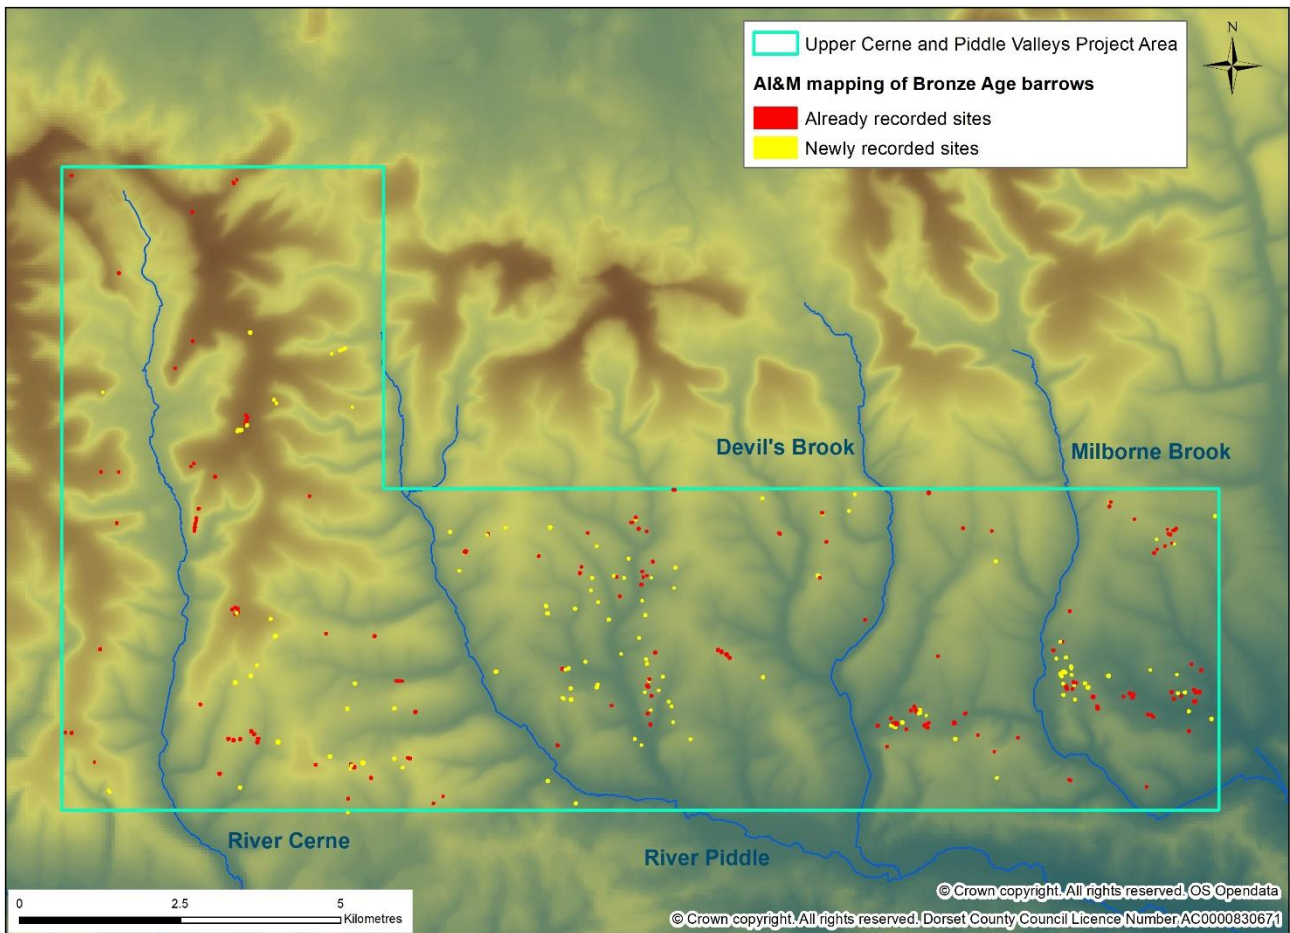 Upper Cerne and Piddle Valleys Project Area
AI&M mapping of Bronze Age barrows
Already recorded sites
Newly recorded sites
N
Devil's Brook
Milborne Brook
River Cerne
River Piddle
0 2.5 5
Kilometres
© Crown copyright. All rights reserved. OS Opendata
© Crown copyright. All rights reserved. Dorset County Council Licence Number AC0000830671